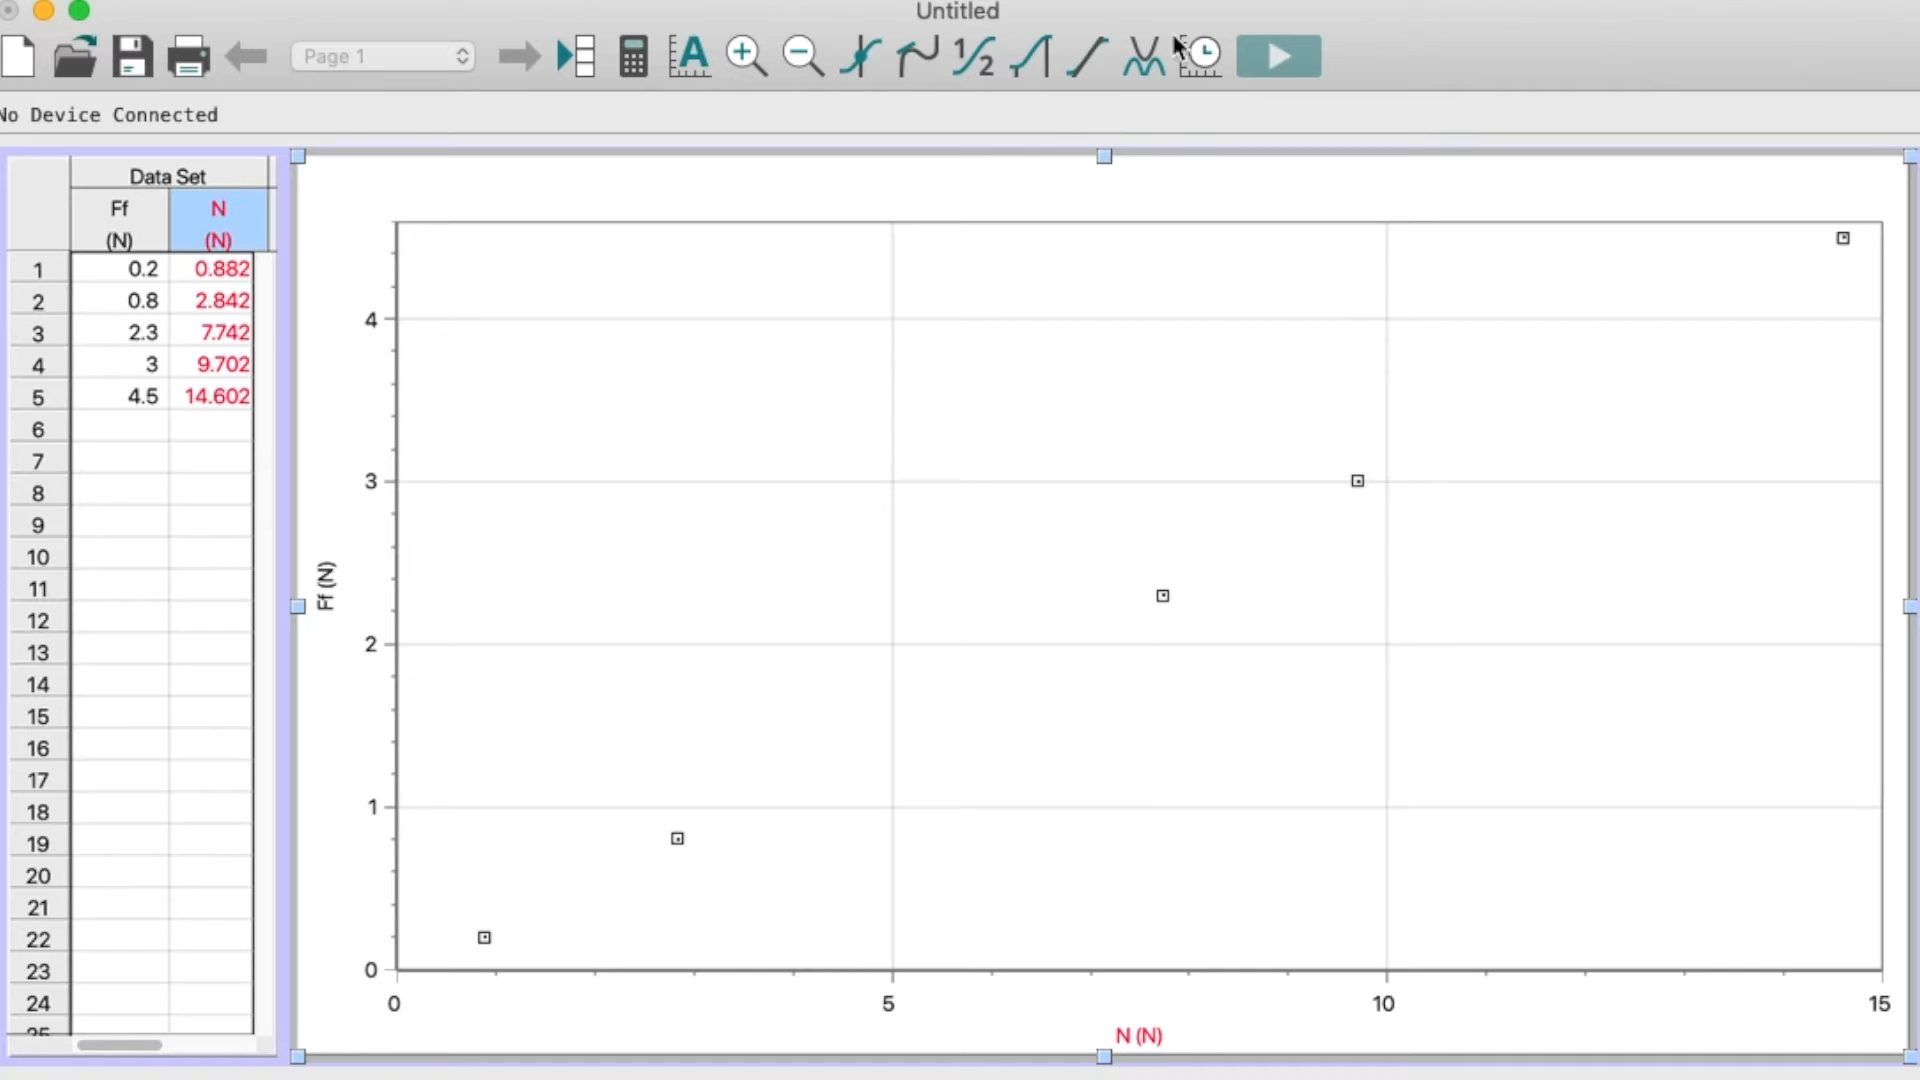 Untitled
Page 1
No Device Connected
Data Set
Ff N
(N) (N)
1 0.2 0.882
2 0.8 2.842
3 2.3 7.742
4 3 9.702
5 4.5 14.602
6
7
8
9
10
11
12
13
14
15
16
17
18
19
20
21
22
23
24
25
4
3
2
1
0
Ff (N)
0 5 10 15
N (N)